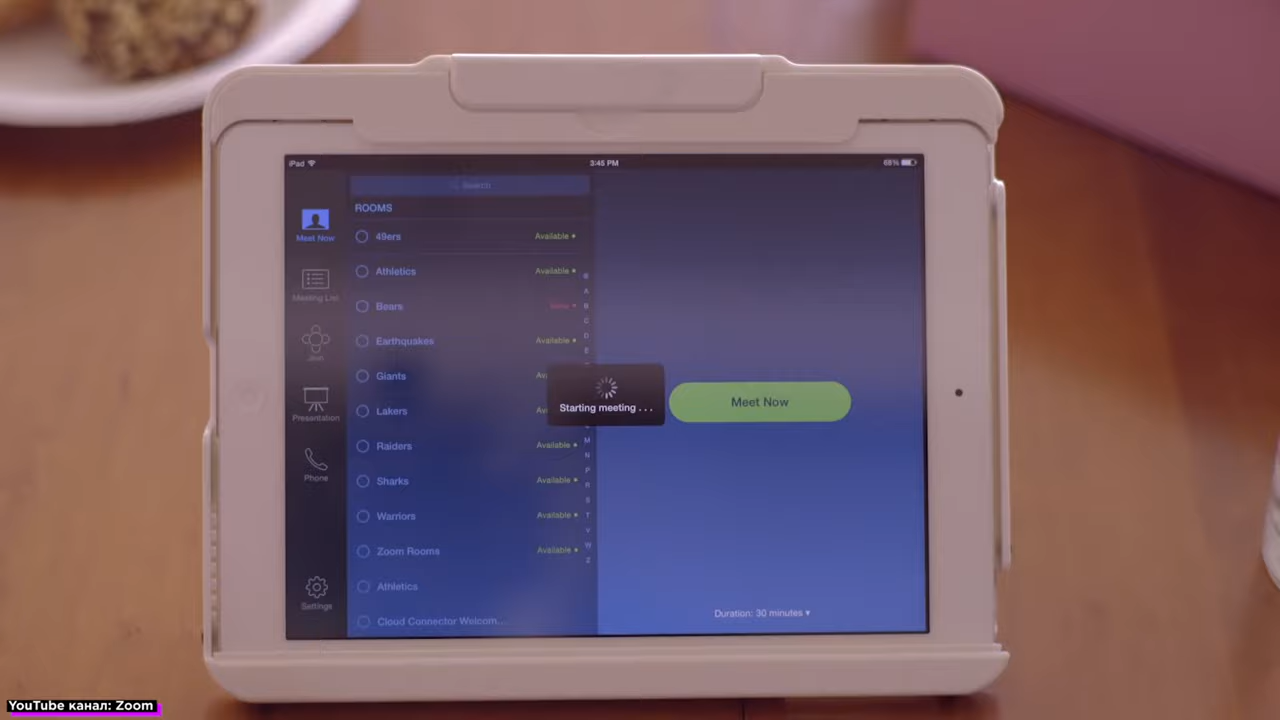 iPad
3:45 PM
68%
Search
ROOMS
Meet Now
49ers Available
Athletics Available
Meeting List
Bears
Earthquakes Available
Join
Giants
Starting meeting . . .
Meet Now
Lakers
Presentation
Raiders Available
Phone
Sharks Available
Warriors Available
Zoom Rooms Available
Athletics
Settings
Cloud Connector Welcom...
Duration: 30 minutes ▾
YouTube канал: Zoom